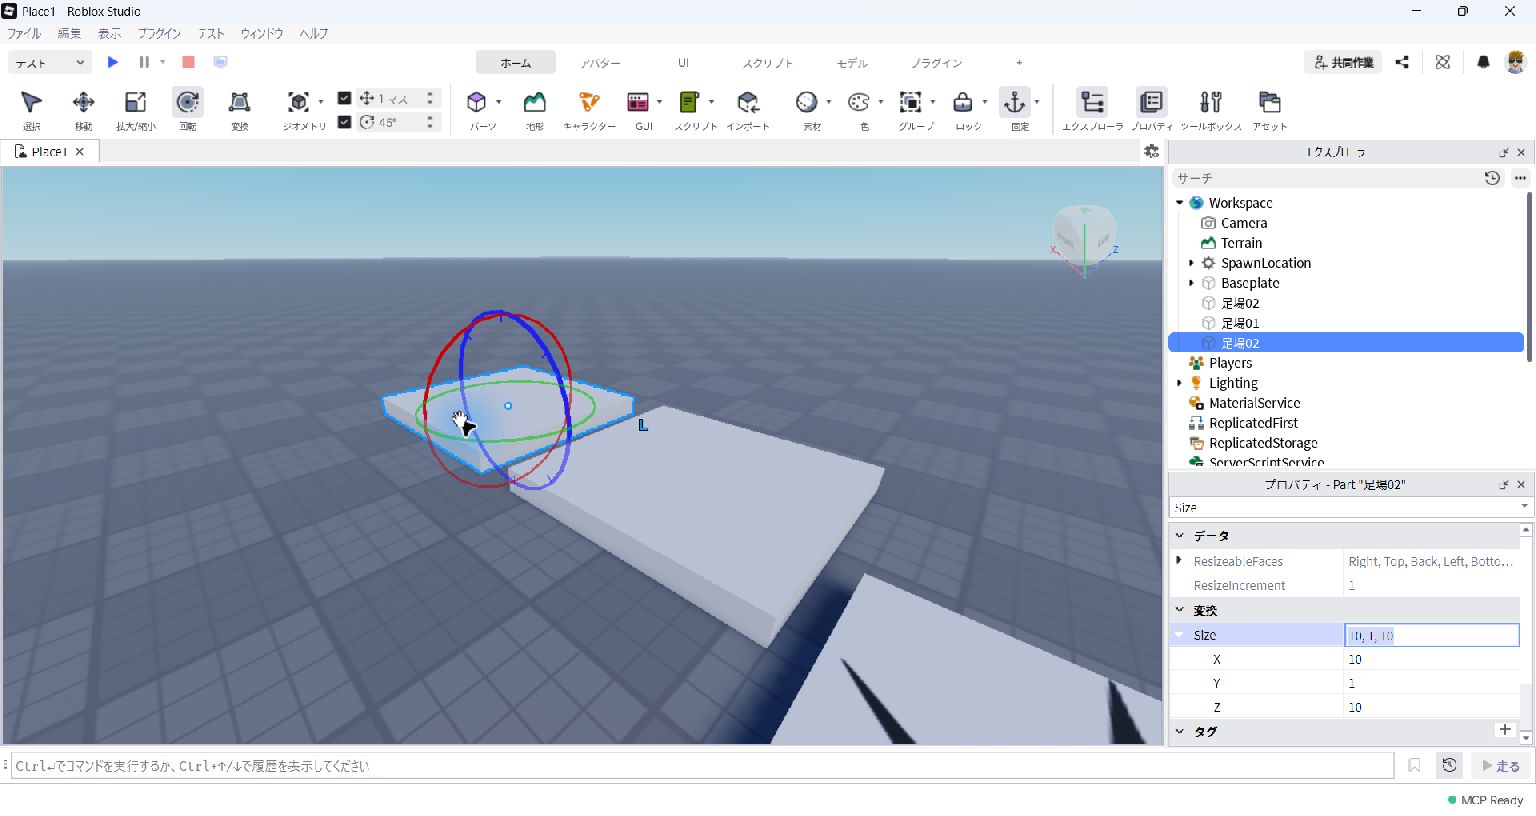 Place1 - Roblox Studio
ファイル 編集 表示 プラグイン テスト ウィンドウ ヘルプ
テスト
ホーム アバター UI スクリプト モデル プラグイン +
共同作業
1 マス
45°
選択 移動 拡大/縮小 回転 変換 ジオメトリ パーツ 地形 キャラクター GUI スクリプト インポート 素材 色 グループ ロック 固定 エクスプローラ プロパティ ツールボックス アセット
Place1
エクスプローラ
サーチ
Workspace
Camera
Terrain
SpawnLocation
Baseplate
足場02
足場01
足場02
Players
Lighting
MaterialService
ReplicatedFirst
ReplicatedStorage
ServerScriptService
X
Z
L
プロパティ - Part "足場02"
Size
データ
ResizeableFaces Right, Top, Back, Left, Botto...
ResizeIncrement 1
変換
Size 10, 1, 10
X 10
Y 1
Z 10
タグ
Ctrl+↵でコマンドを実行するか、Ctrl+↑/↓で履歴を表示してください
走る
MCP Ready